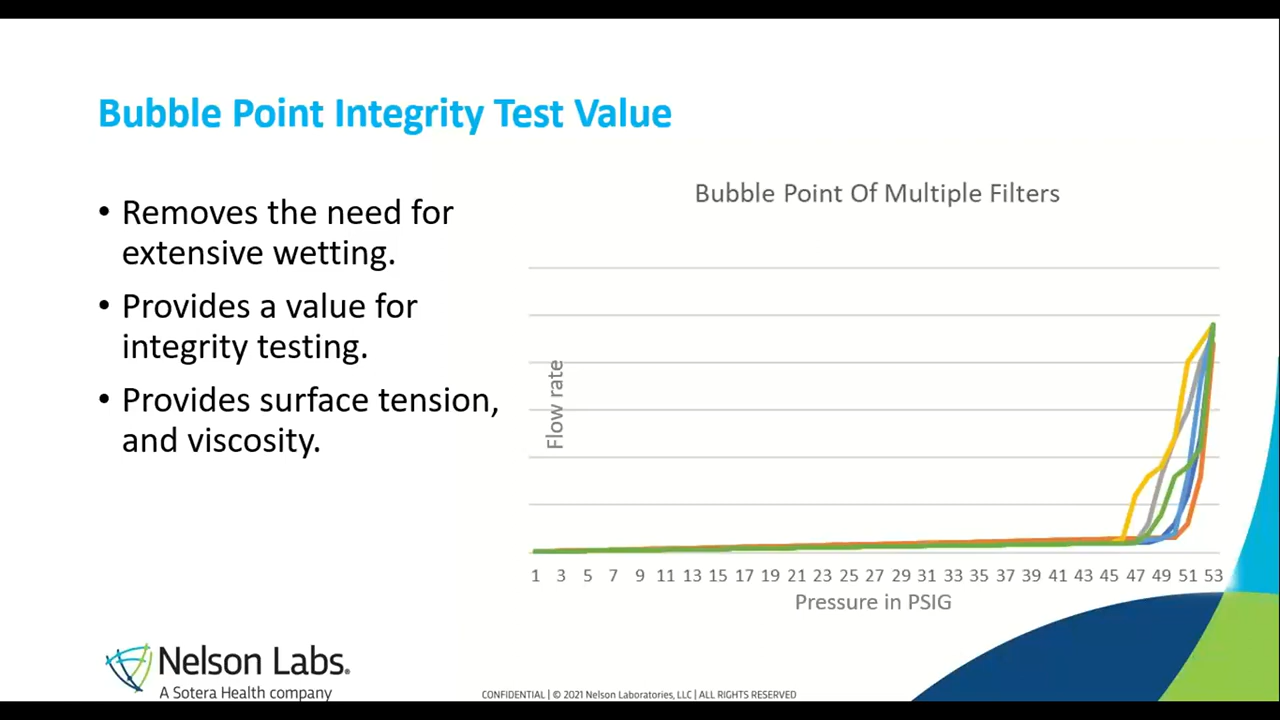 Bubble Point Integrity Test Value
• Removes the need for
extensive wetting.
• Provides a value for
integrity testing.
• Provides surface tension,
and viscosity.
Bubble Point Of Multiple Filters
Flow rate
1 3 5 7 9 11 13 15 17 19 21 23 25 27 29 31 33 35 37 39 41 43 45 47 49 51 53
Pressure in PSIG
Nelson Labs.
A Sotera Health company
CONFIDENTIAL | © 2021 Nelson Laboratories, LLC | ALL RIGHTS RESERVED